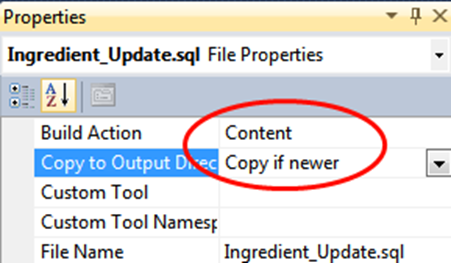 Properties
Ingredient_Update.sql File Properties
Build Action Content
Copy to Output Direc Copy if newer
Custom Tool
Custom Tool Namesp
File Name Ingredient_Update.sql